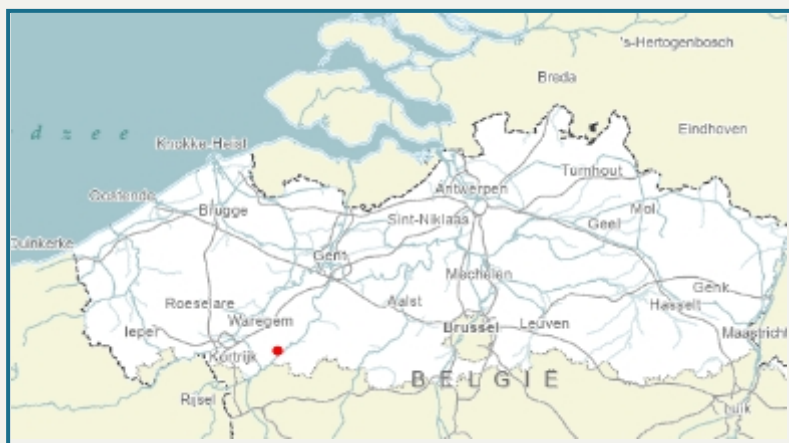 's-Hertogenbosch
Breda
d z e e
Eindhoven
Knokke-Heist
Turnhout
Antwerpen
Oostende
Mol
Brugge
Sint-Niklaas
Geel
Duinkerke
Gent
Mechelen
Genk
Roeselare
Aalst
Hasselt
Waregem
Ieper
Brussel
Leuven
Maastricht
Kortrijk
BELGIË
Rijsel
Luik